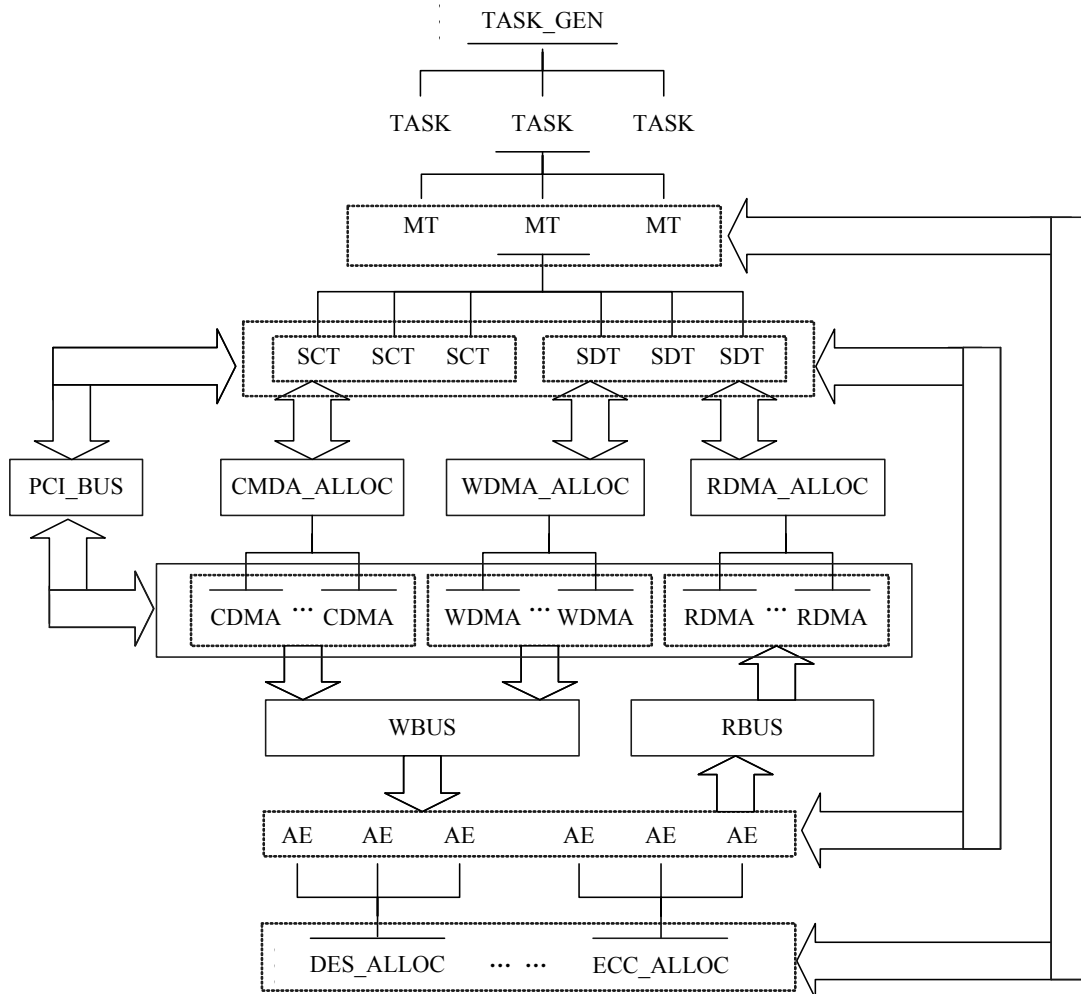 TASK_GEN
TASK TASK TASK
MT MT MT
SCT SCT SCT SDT SDT SDT
PCI_BUS CMDA_ALLOC WDMA_ALLOC RDMA_ALLOC
CDMA ... CDMA WDMA ... WDMA RDMA ... RDMA
WBUS RBUS
AE AE AE AE AE AE
DES_ALLOC ... ... ECC_ALLOC